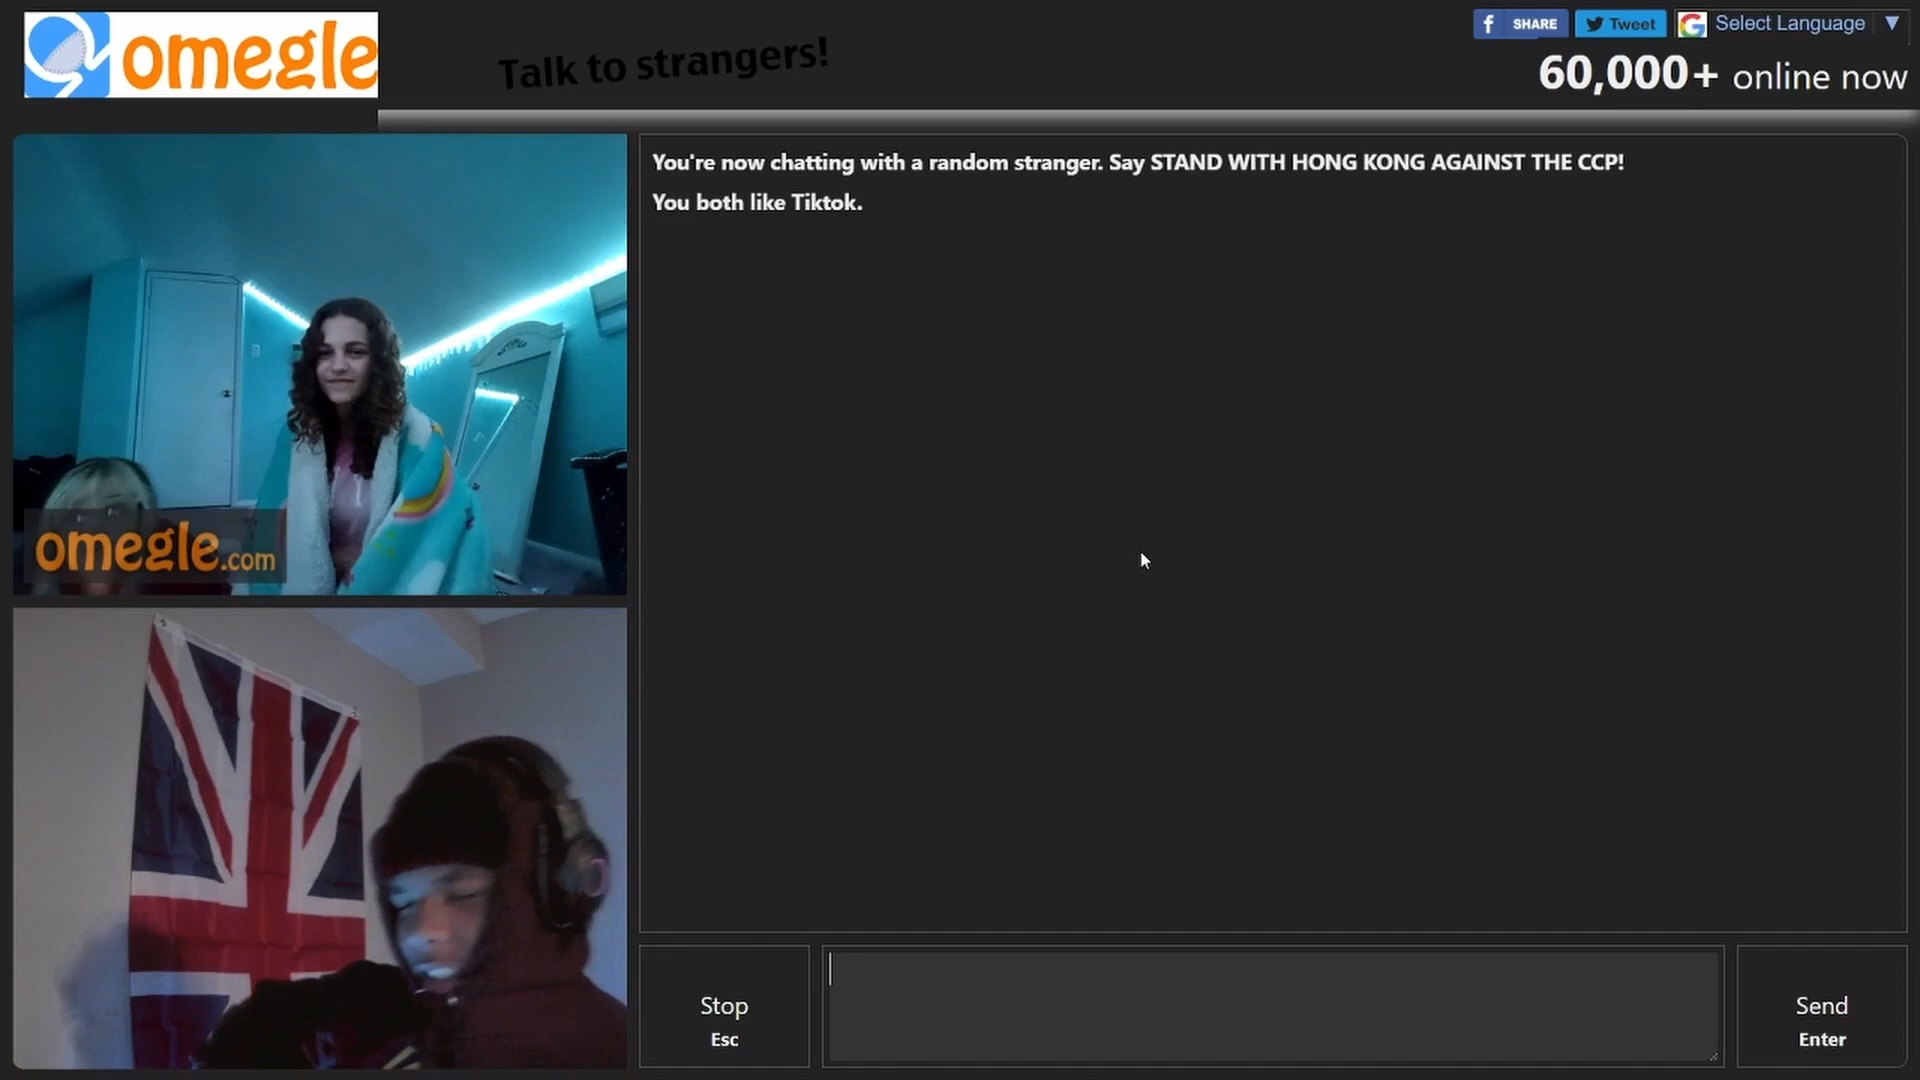 omegle
Talk to strangers!
SHARE
Tweet
Select Language
60,000+ online now
You're now chatting with a random stranger. Say STAND WITH HONG KONG AGAINST THE CCP!
You both like Tiktok.
omegle.com
Stop
Esc
Send
Enter